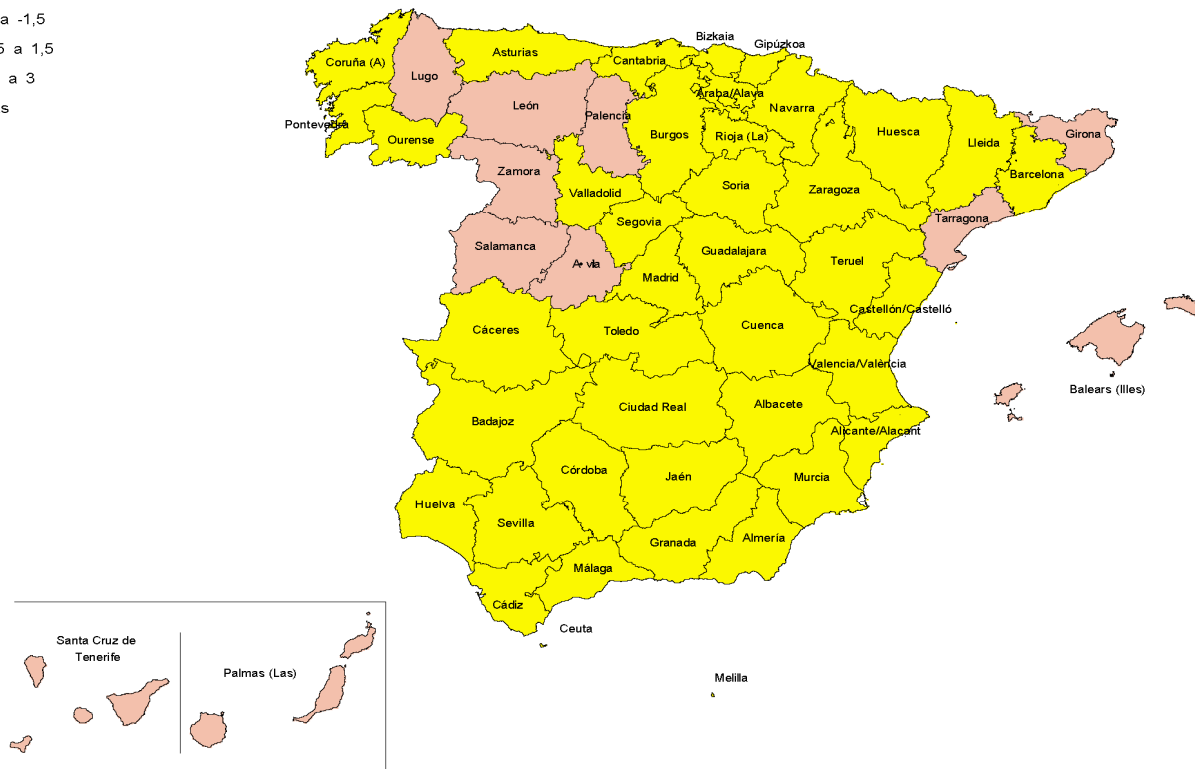 a -1,5
5 a 1,5
a 3
s
Bizkaia
Gipúzkoa
Asturias
Cantabria
Coruña (A)
Lugo
Araba/Alava
León
Navarra
Palencia
Pontevedra
Ourense
Burgos
Rioja (La)
Huesca
Lleida
Girona
Zamora
Barcelona
Valladolid
Soria
Zaragoza
Segovia
Tarragona
Salamanca
Guadalajara
Teruel
Madrid
Castellón/Castelló
Cáceres
Toledo
Cuenca
Valencia/València
Balears (Illes)
Badajoz
Ciudad Real
Albacete
Alicante/Alacant
Córdoba
Jaén
Murcia
Huelva
Sevilla
Granada
Almería
Málaga
Cádiz
Ceuta
Melilla
Santa Cruz de
Tenerife
Palmas (Las)